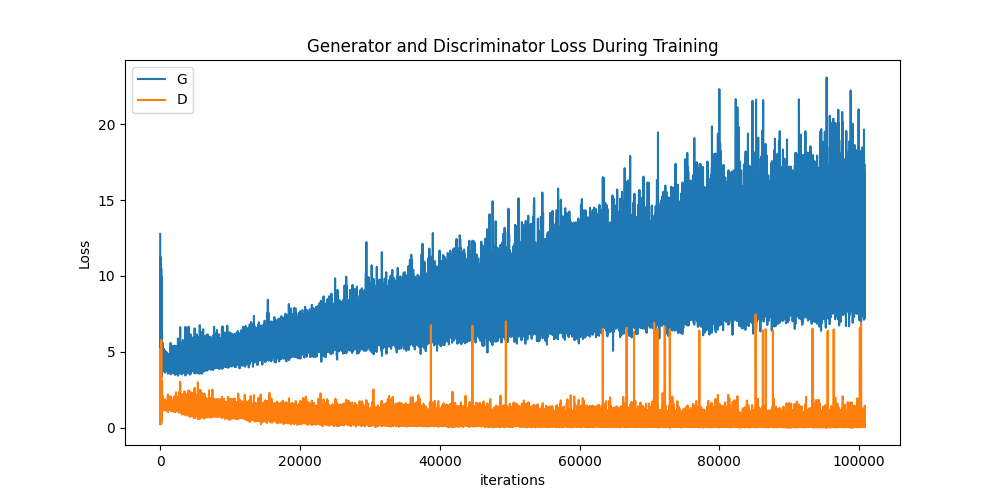 Generator and Discriminator Loss During Training
G
D
20
15
10
5
0
Loss
0 20000 40000 60000 80000 100000
iterations